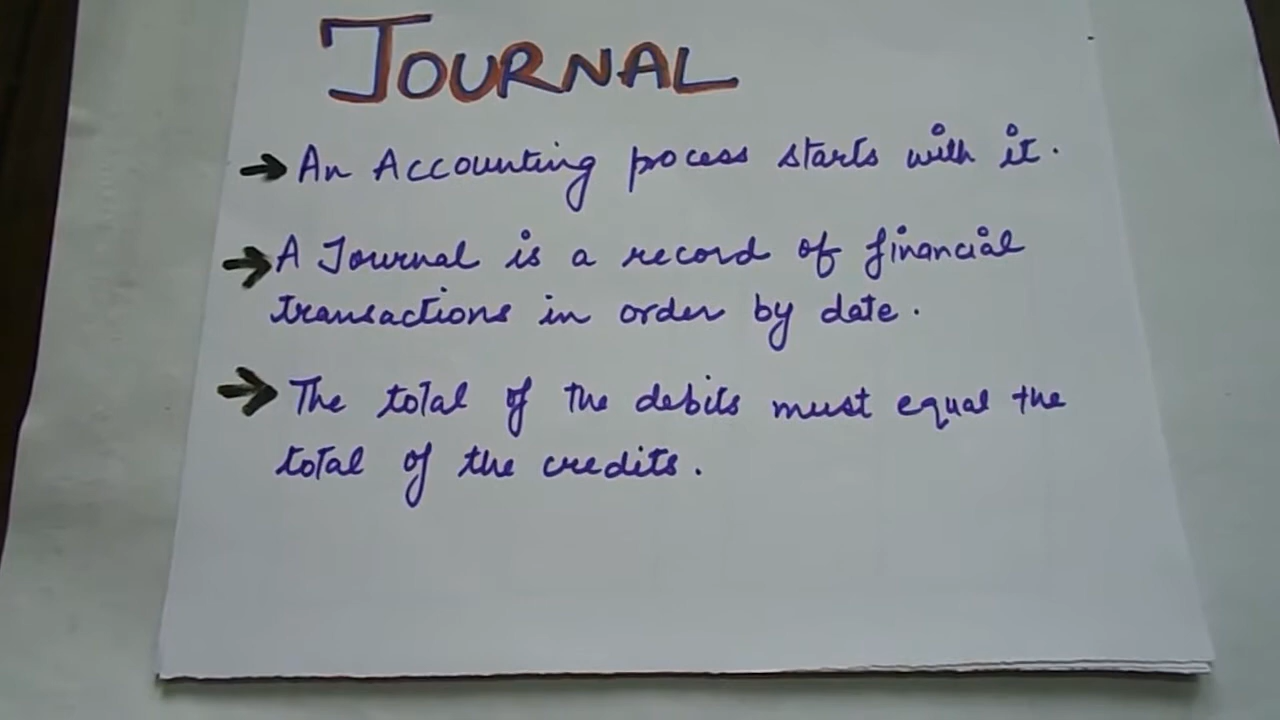 JOURNAL
→ An Accounting pocess starts with it.
→ A Journal is a record of financial
transactions in order by date.
→ The total of the debits must equal the
total of the credits.